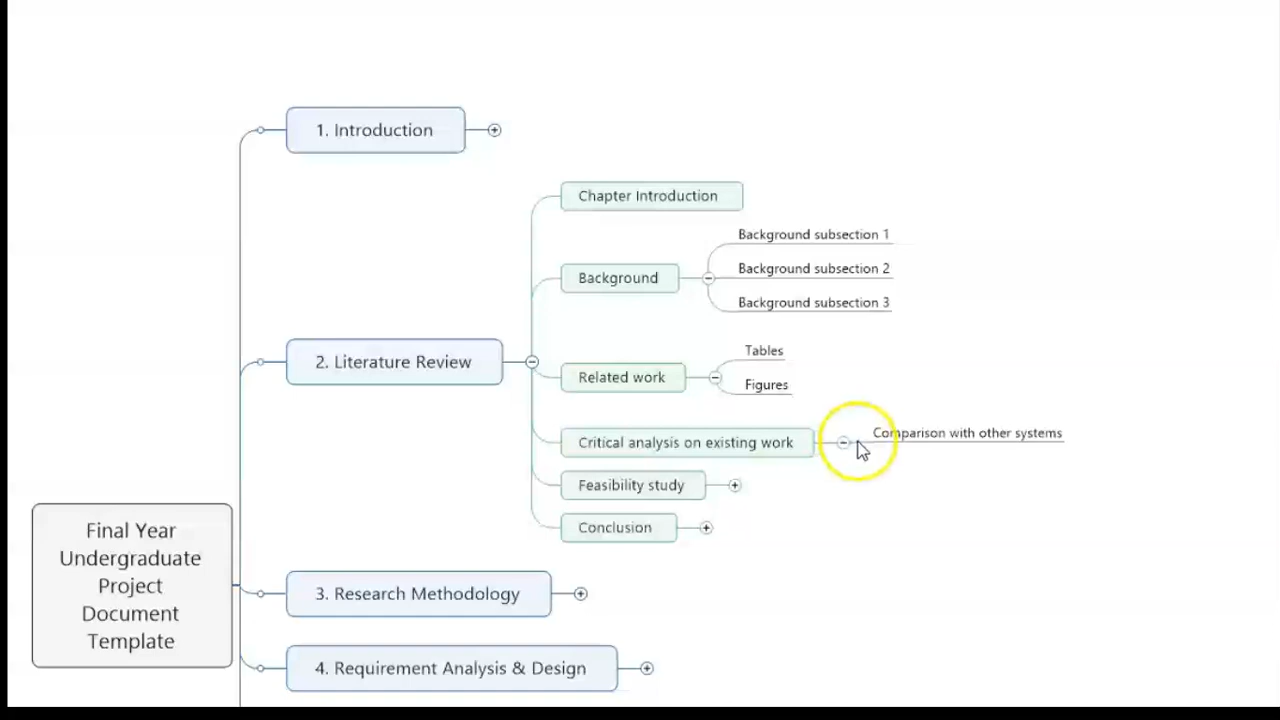 1. Introduction
Chapter Introduction
Background
Background subsection 1
Background subsection 2
Background subsection 3
2. Literature Review
Related work
Tables
Figures
Critical analysis on existing work
Comparison with other systems
Feasibility study
Conclusion
Final Year
Undergraduate
Project
Document
Template
3. Research Methodology
4. Requirement Analysis & Design